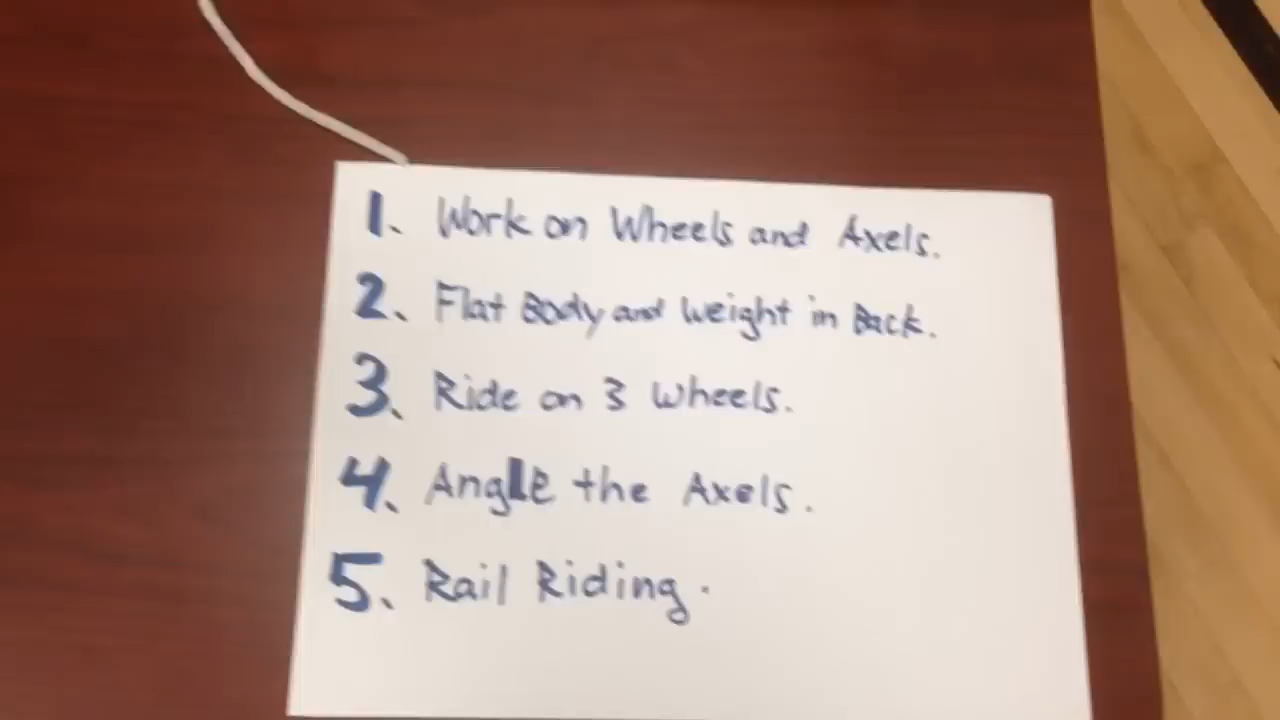 1. Work on Wheels and Axels.
2. Flat Body and Weight in Back.
3. Ride on 3 Wheels.
4. Angle the Axels.
5. Rail Riding.